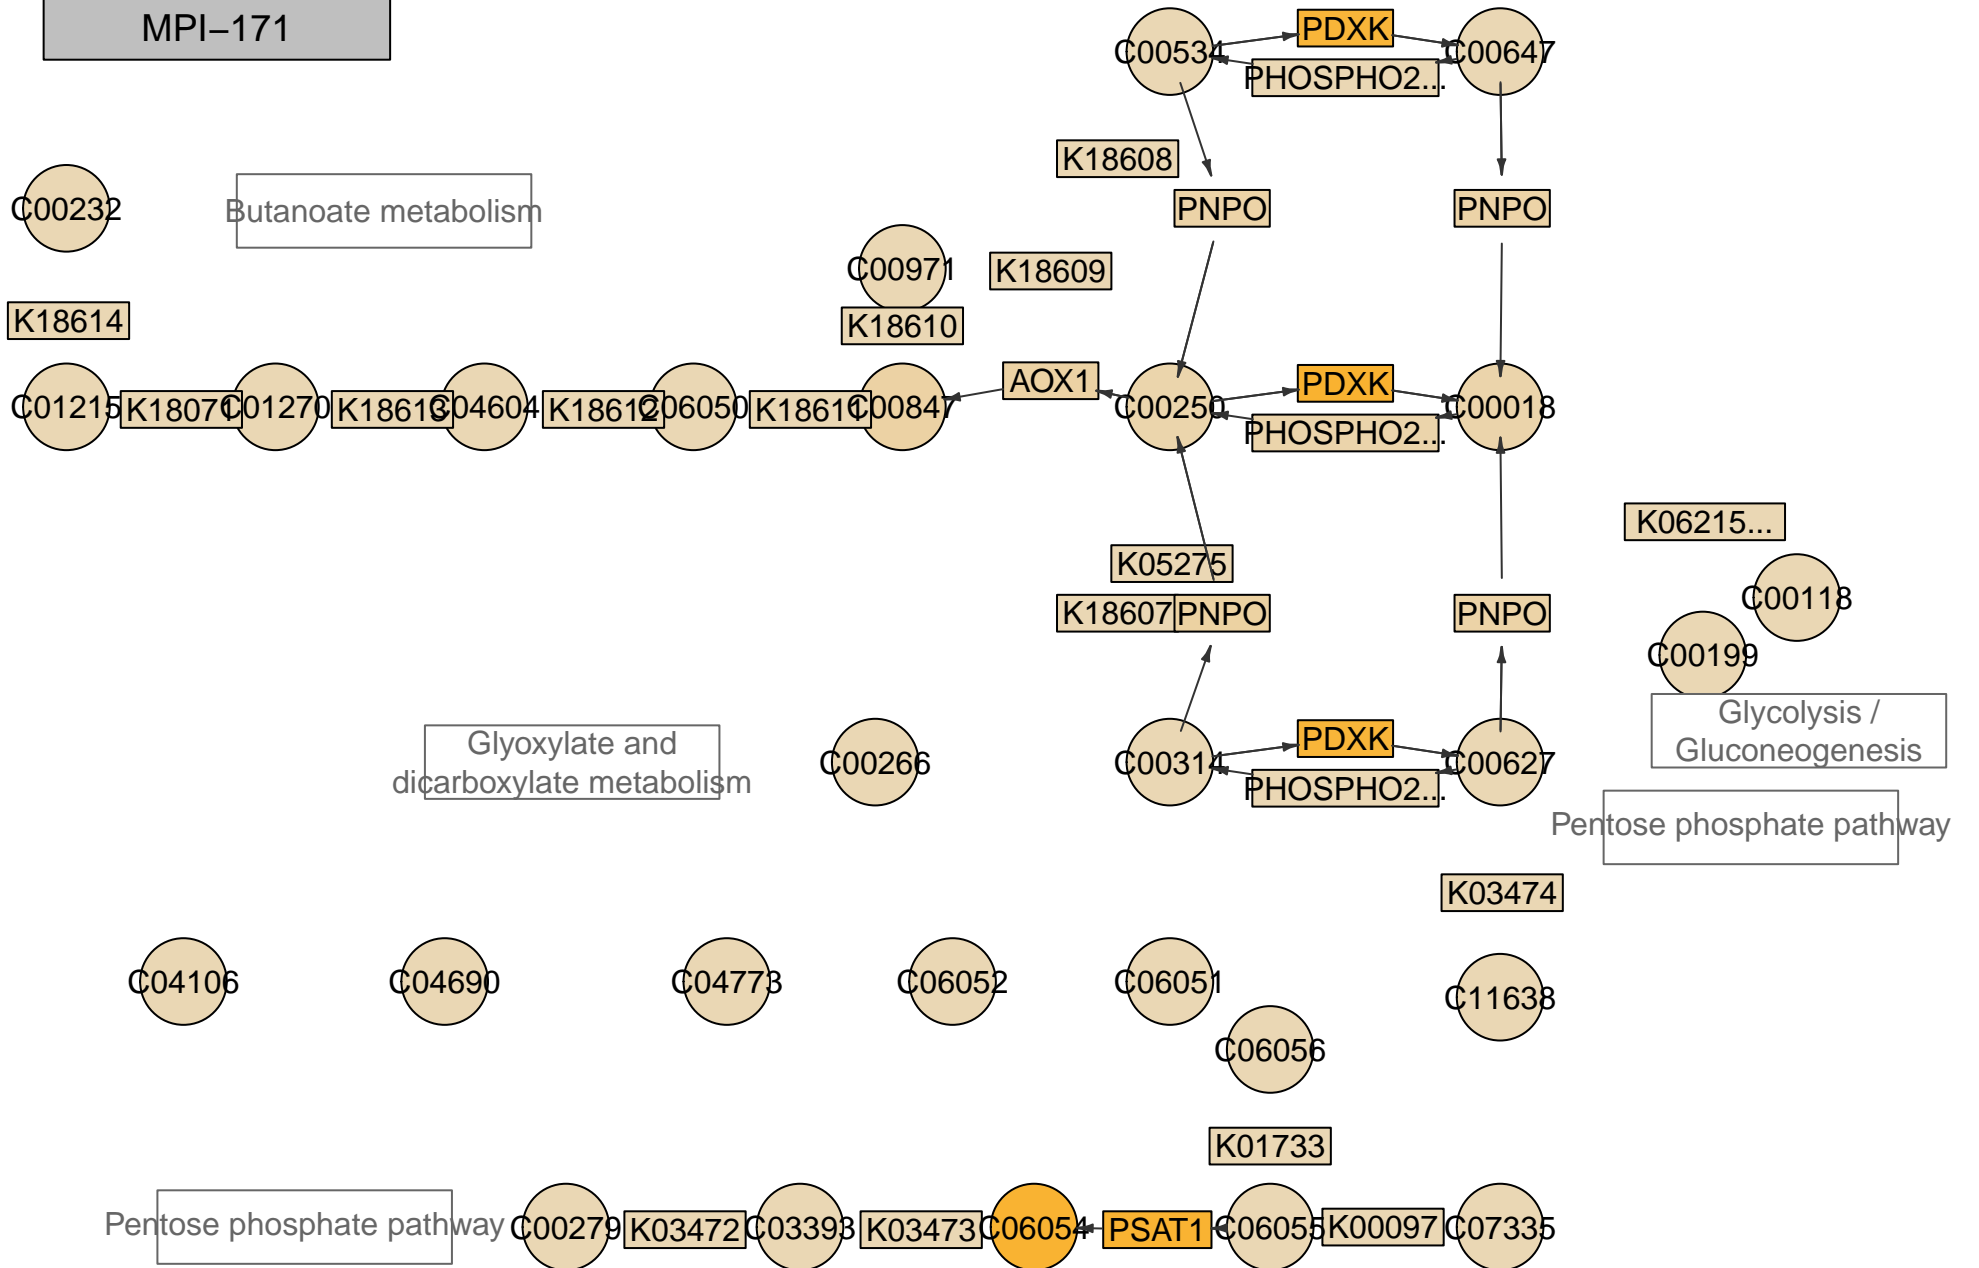 MPI–171
C00534
PDXK
C00647
PHOSPHO2...
K18608
C00232
Butanoate metabolism
PNPO
PNPO
C00971
K18609
K18614
K18610
C01215
K18071
C01270
K18613
C04604
K18612
C06050
K18611
C00847
AOX1
C00250
PDXK
C00018
PHOSPHO2...
K06215...
K05275
C00118
K18607
PNPO
PNPO
C00199
Glycolysis /
Gluconeogenesis
Glyoxylate and
dicarboxylate metabolism
C00266
C00314
PDXK
C00627
PHOSPHO2...
Pentose phosphate pathway
K03474
C04106
C04690
C04773
C06052
C06051
C11638
C06056
K01733
Pentose phosphate pathway
C00279
K03472
C03393
K03473
C06054
PSAT1
C06055
K00097
C07335